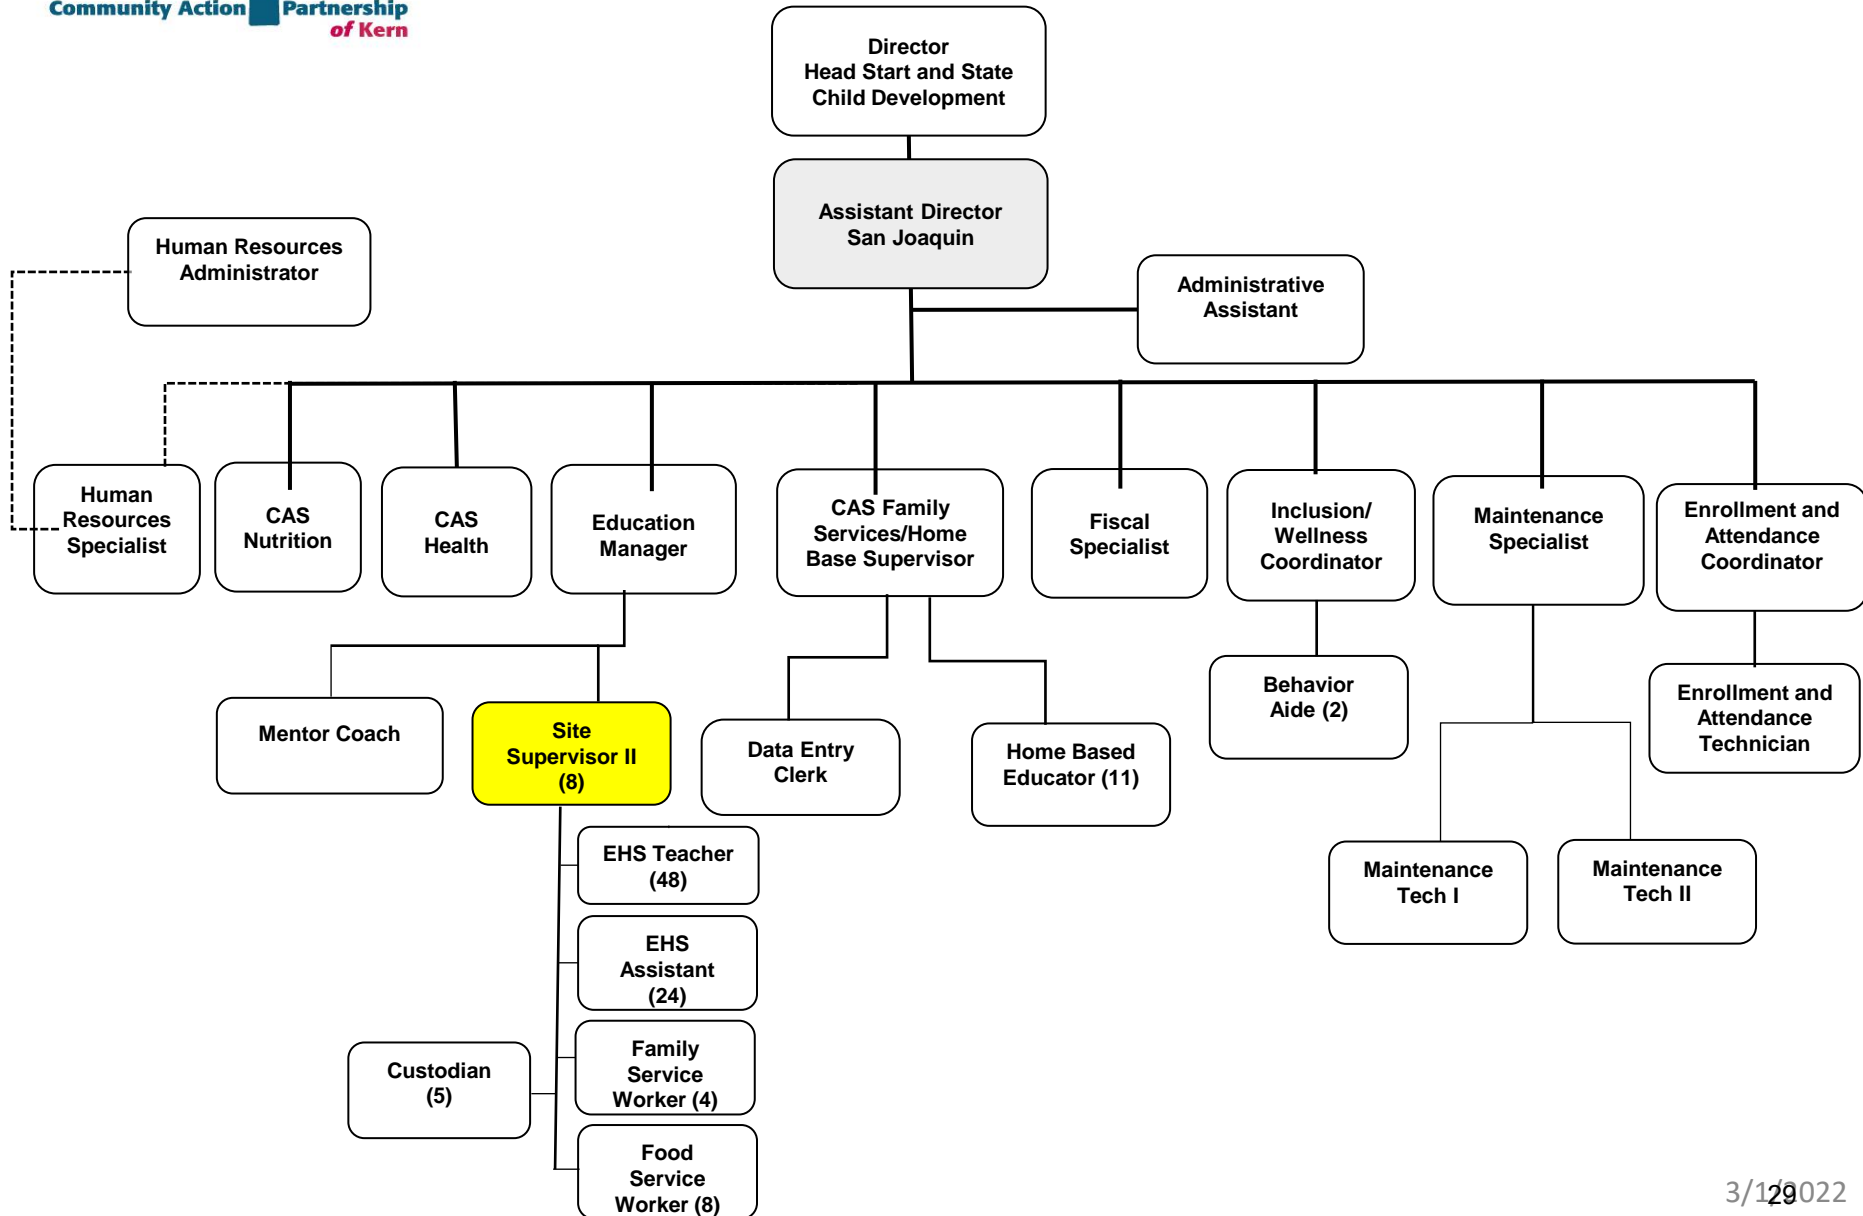 Community Action Partnership
of Kern
Director
Head Start and State
Child Development
Assistant Director
San Joaquin
Human Resources
Administrator
Administrative
Assistant
Human
Resources
Specialist
CAS
Nutrition
CAS
Health
Education
Manager
CAS Family
Services/Home
Base Supervisor
Fiscal
Specialist
Inclusion/
Wellness
Coordinator
Maintenance
Specialist
Enrollment and
Attendance
Coordinator
Mentor Coach
Site
Supervisor II
(8)
Data Entry
Clerk
Home Based
Educator (11)
Behavior
Aide (2)
Enrollment and
Attendance
Technician
EHS Teacher
(48)
Maintenance
Tech I
Maintenance
Tech II
EHS
Assistant
(24)
Family
Service
Worker (4)
Custodian
(5)
Food
Service
Worker (8)
3/1/2022
29